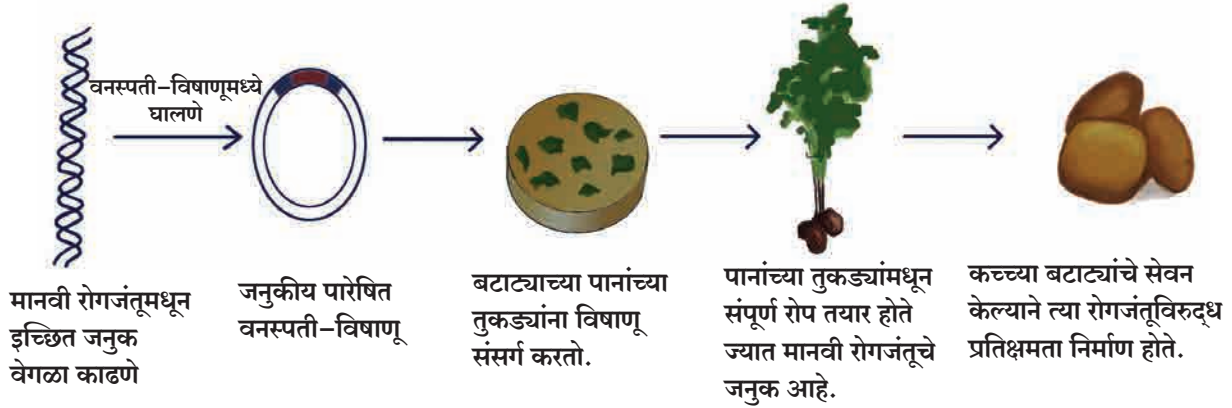 वनस्पती–विषाणूमध्ये
घालणे
मानवी रोगजंतूमधून
इच्छित जनुक
वेगळा काढणे
जनुकीय पारेषित
वनस्पती–विषाणू
बटाट्याच्या पानांच्या
तुकड्यांना विषाणू
संसर्ग करतो.
पानांच्या तुकड्यांमधून
संपूर्ण रोप तयार होते
ज्यात मानवी रोगजंतूचे
जनुक आहे.
कच्च्या बटाट्यांचे सेवन
केल्याने त्या रोगजंतूविरुद्ध
प्रतिक्षमता निर्माण होते.